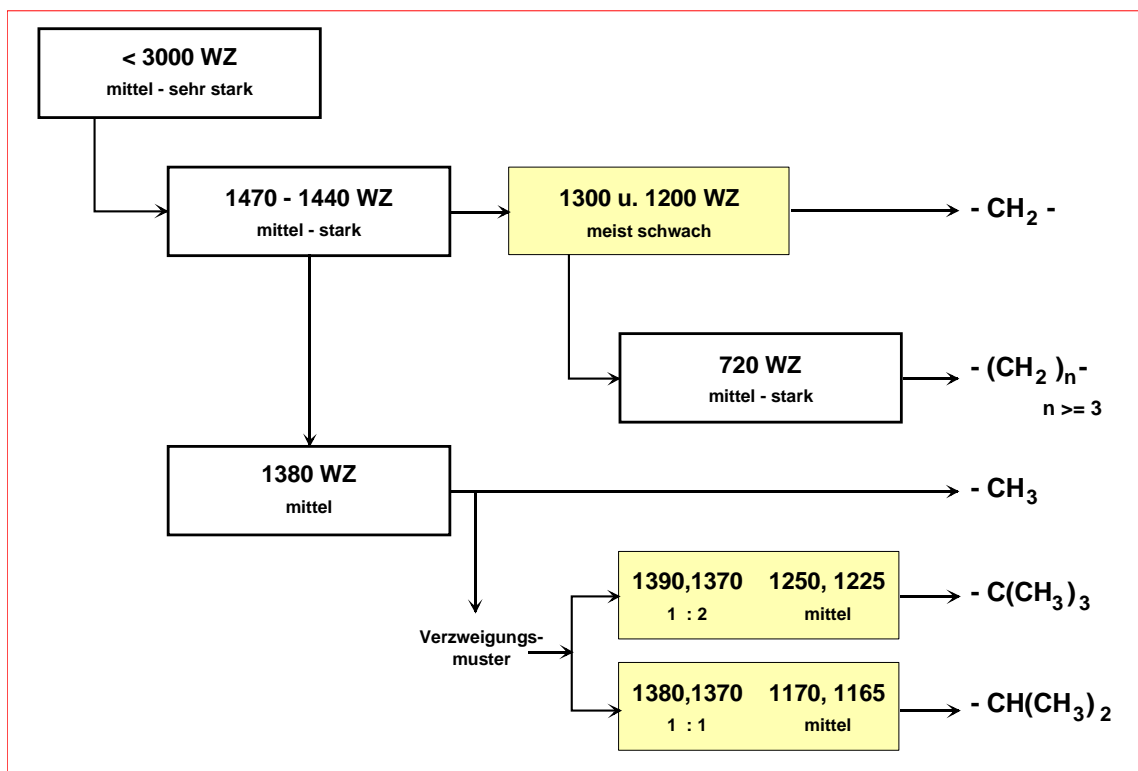 < 3000 WZ
mittel - sehr stark
1470 - 1440 WZ
mittel - stark
1300 u. 1200 WZ
meist schwach
- CH2 -
720 WZ
mittel - stark
- (CH2 )n-
n >= 3
1380 WZ
mittel
- CH3
Verzweigungs-
muster
1390,1370 1250, 1225
1 : 2 mittel
- C(CH3)3
1380,1370 1170, 1165
1 : 1 mittel
- CH(CH3)2